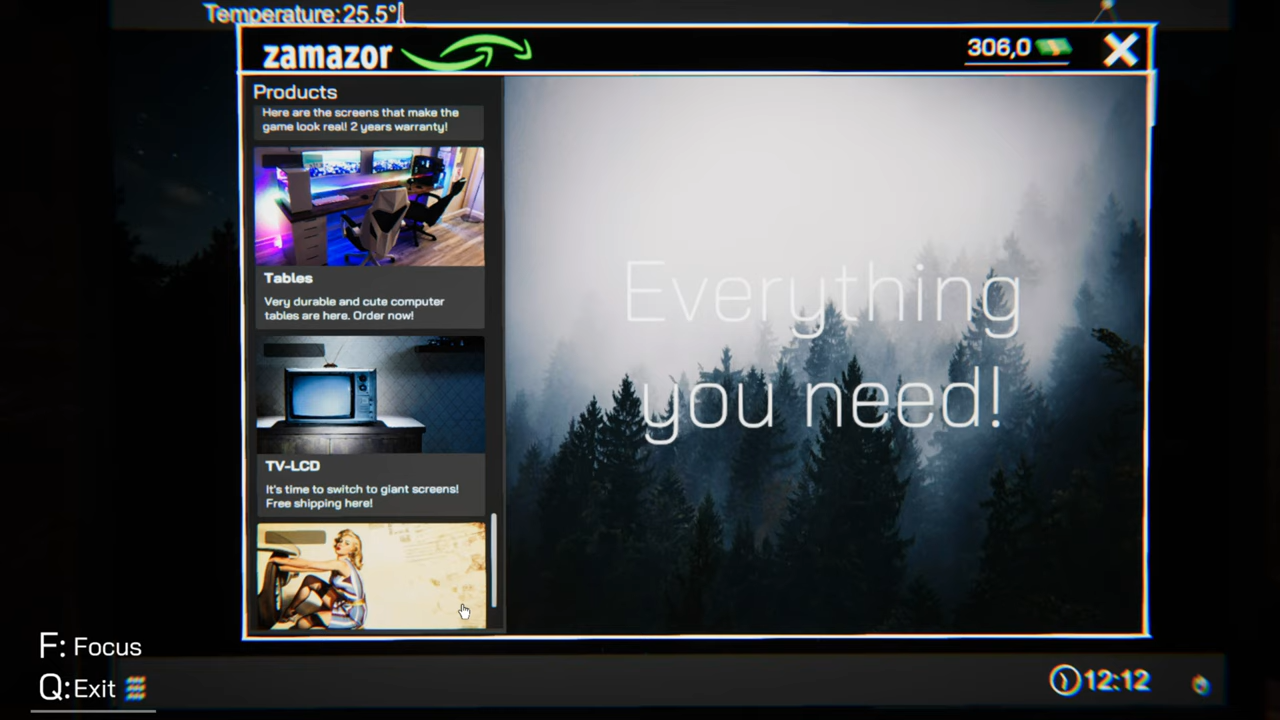 Temperature: 25.5°
zamazor
306,0
Products
Here are the screens that make the
game look real! 2 years warranty!
Tables
Very durable and cute computer
tables are here. Order now!
TV-LCD
It's time to switch to giant screens!
Free shipping here!
Everything
you need!
F: Focus
Q: Exit
12:12